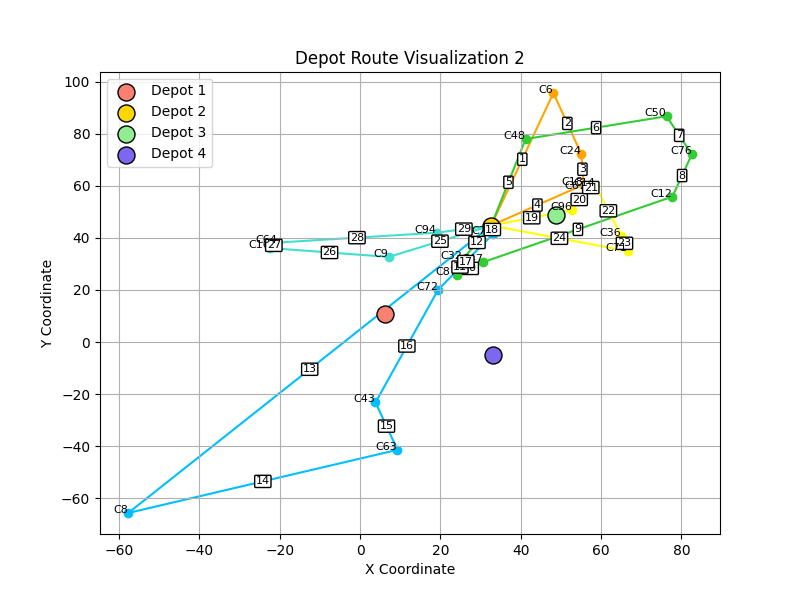 Depot Route Visualization 2
Depot 1
Depot 2
Depot 3
Depot 4
Y Coordinate
100
80
60
40
20
0
−20
−40
−60
−60
−40
−20
0
20
40
60
80
X Coordinate
C6
C50
C48
C24
C76
C12
C96
C36
C94
C64
C9
C72
C43
C63
C8
1
2
3
4
5
6
7
8
9
12
13
14
15
16
17
18
19
20
21
22
23
24
25
26
27
28
29